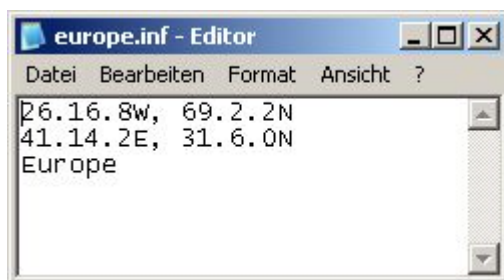 europe.inf - Editor
Datei Bearbeiten Format Ansicht ?
26.16.8W, 69.2.2N
41.14.2E, 31.6.0N
Europe